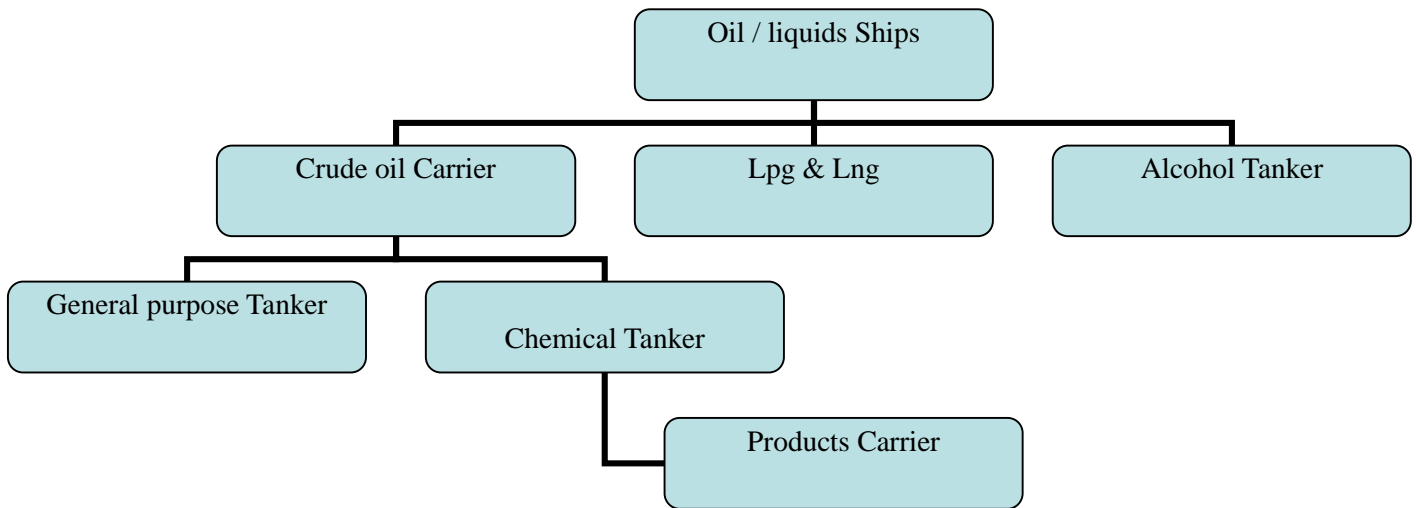 Oil / liquids Ships
Crude oil Carrier
Lpg & Lng
Alcohol Tanker
General purpose Tanker
Chemical Tanker
Products Carrier